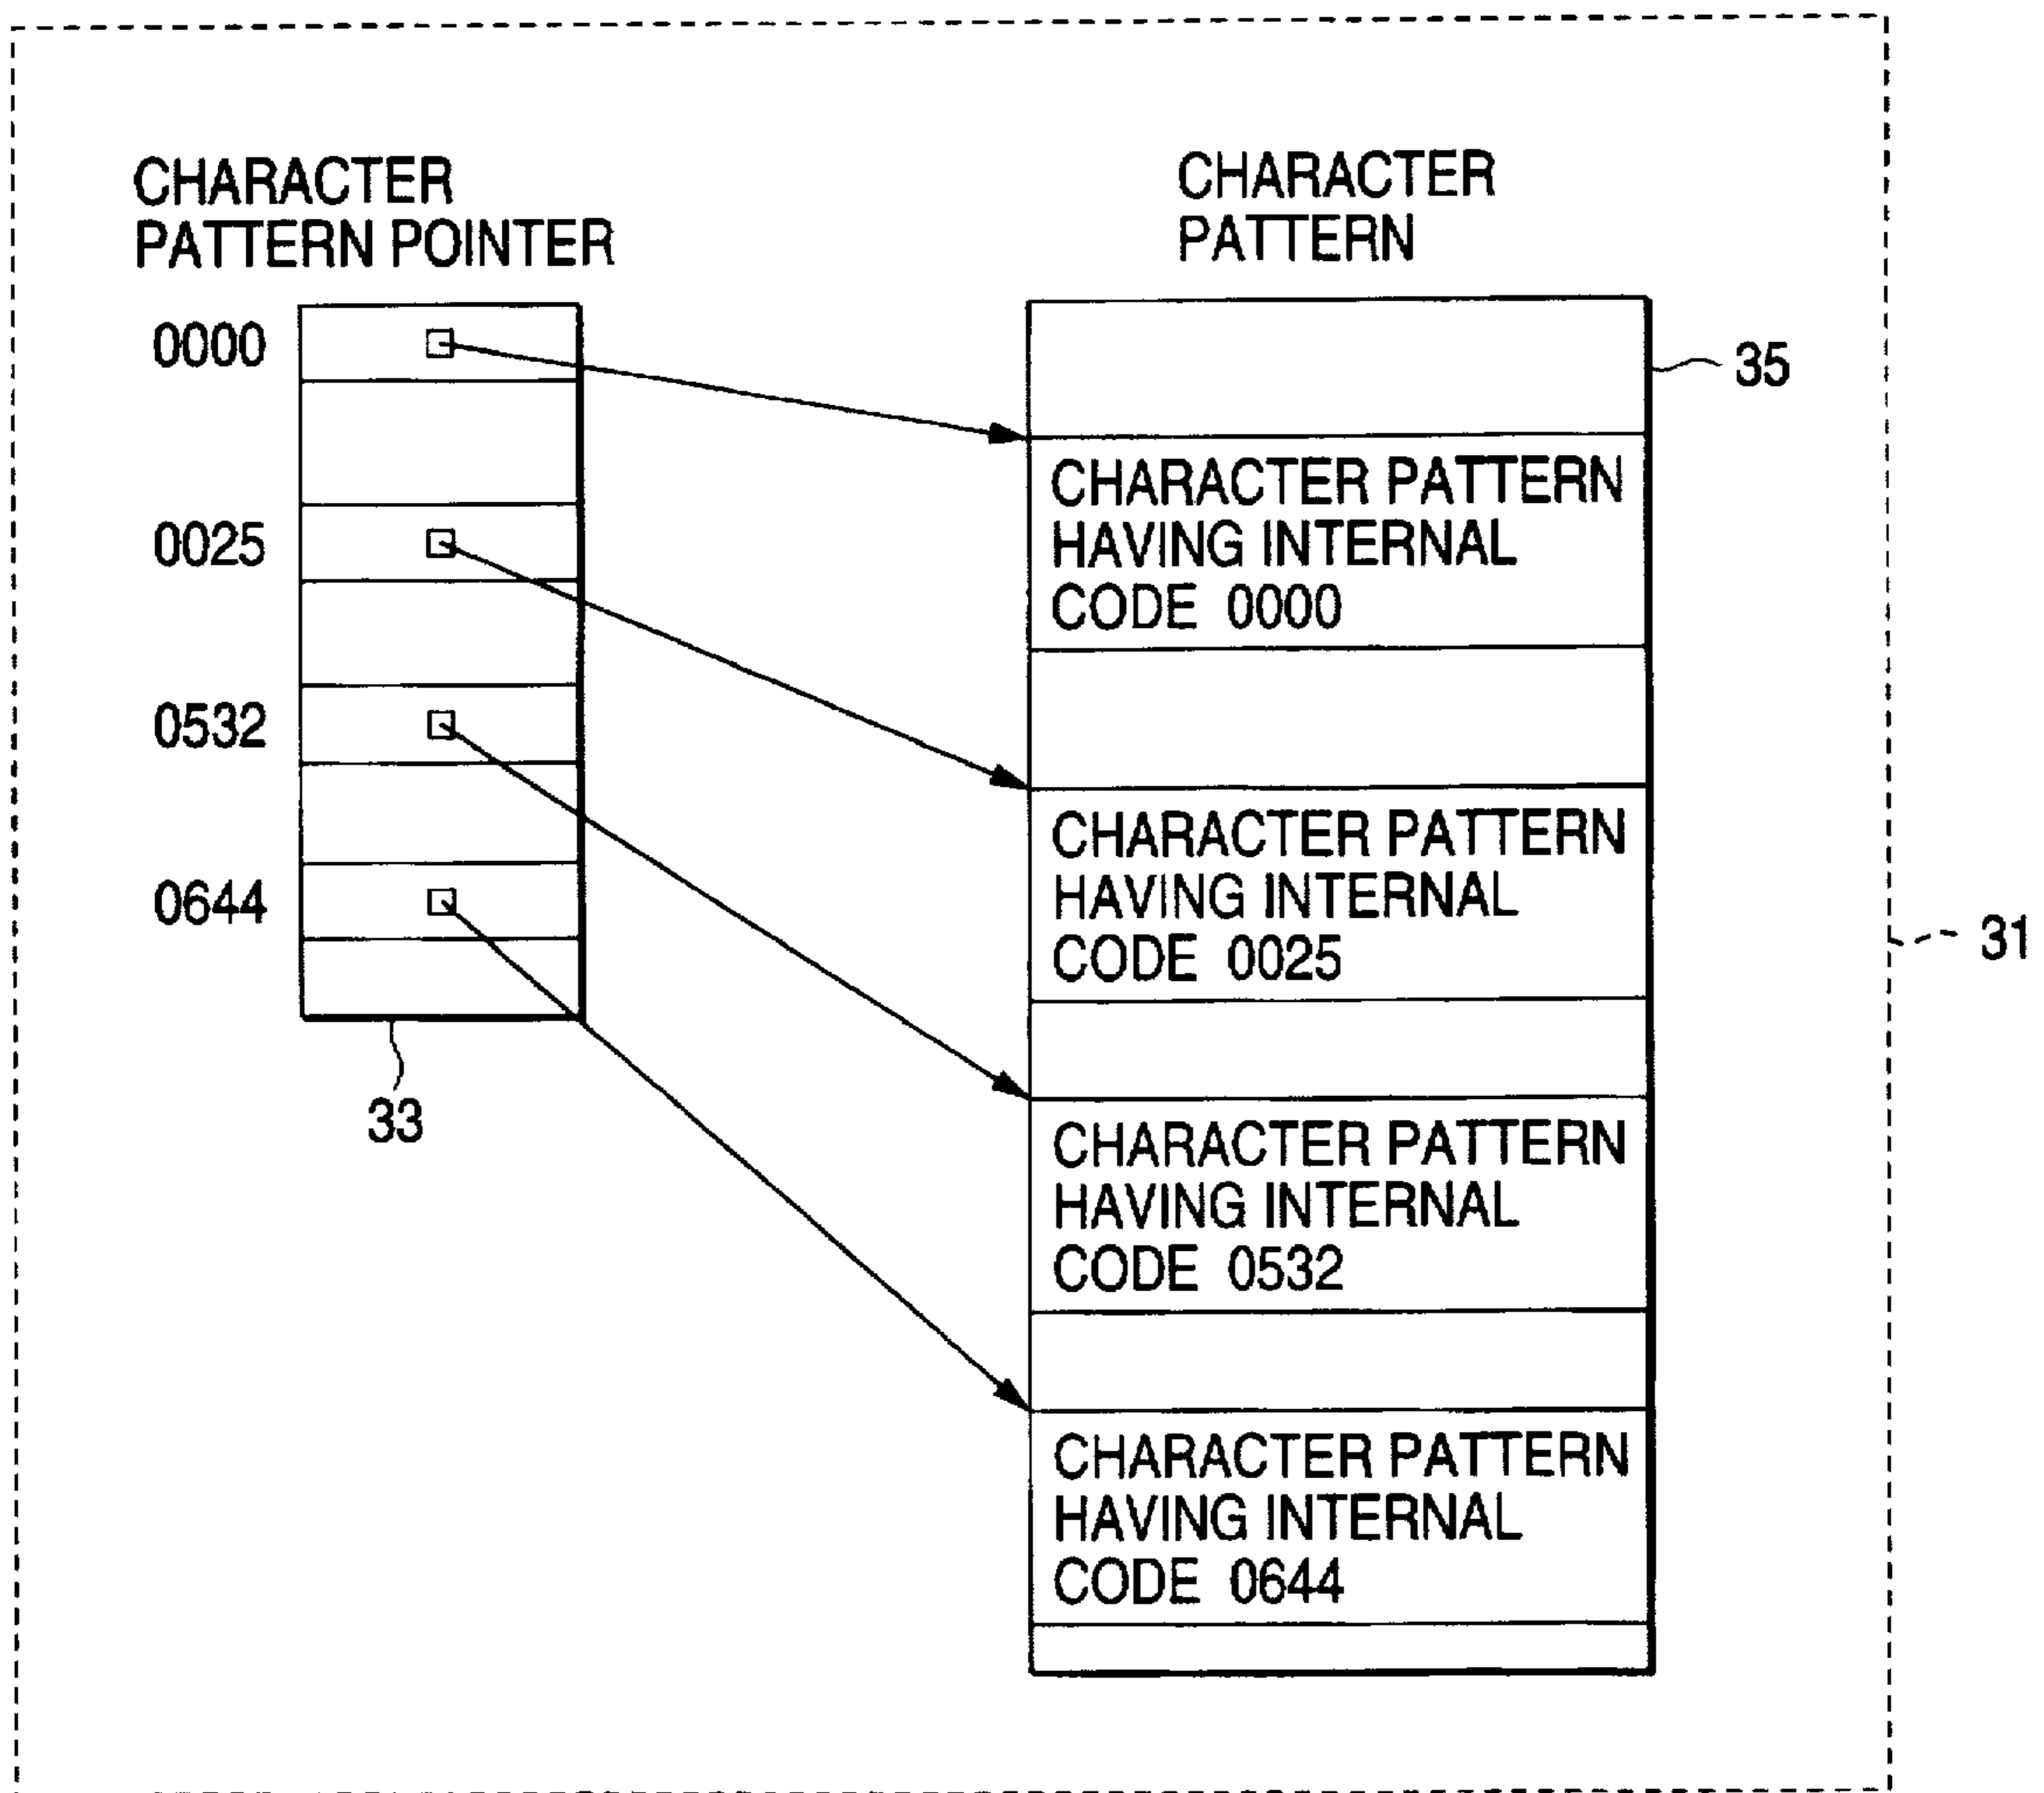 CHARACTER
PATTERN POINTER
0000
0025
0532
0644
33
CHARACTER
PATTERN
35
CHARACTER PATTERN
HAVING INTERNAL
CODE 0000
CHARACTER PATTERN
HAVING INTERNAL
CODE 0025
CHARACTER PATTERN
HAVING INTERNAL
CODE 0532
CHARACTER PATTERN
HAVING INTERNAL
CODE 0644
31